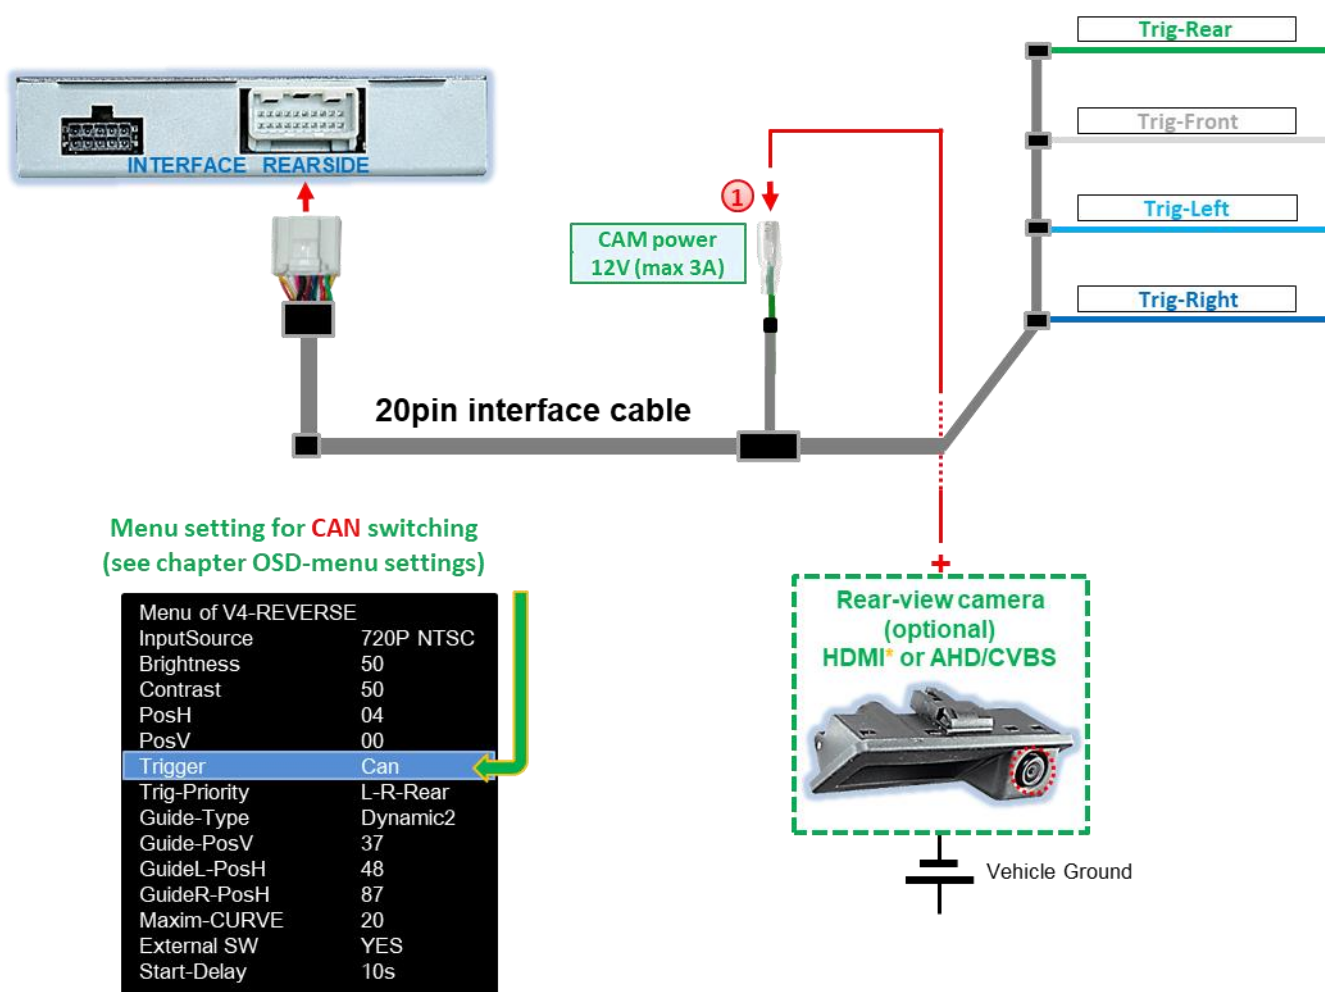 Trig-Rear
Trig-Front
Trig-Left
Trig-Right
INTERFACE REARSIDE
1
CAM power
12V (max 3A)
20pin interface cable
Menu setting for CAN switching
(see chapter OSD-menu settings)
Menu of V4-REVERSE
InputSource 720P NTSC
Brightness 50
Contrast 50
PosH 04
PosV 00
Trigger Can
Trig-Priority L-R-Rear
Guide-Type Dynamic2
Guide-PosV 37
GuideL-PosH 48
GuideR-PosH 87
Maxim-CURVE 20
External SW YES
Start-Delay 10s
+
Rear-view camera
(optional)
HDMI* or AHD/CVBS
Vehicle Ground